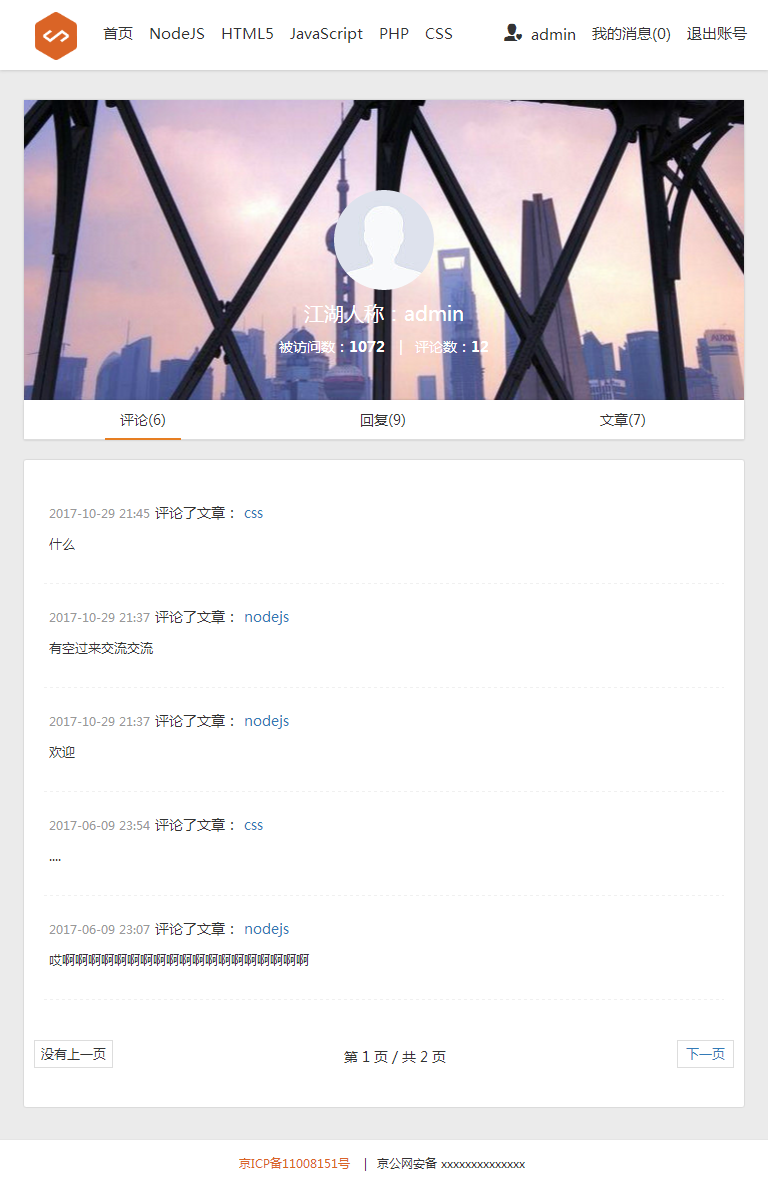 首页 NodeJS HTML5 JavaScript PHP CSS admin 我的消息(0) 退出账号
江湖人称：admin
被访问数：1072 | 评论数：12
评论(6) 回复(9) 文章(7)
2017-10-29 21:45 评论了文章： css
什么
2017-10-29 21:37 评论了文章： nodejs
有空过来交流交流
2017-10-29 21:37 评论了文章： nodejs
欢迎
2017-06-09 23:54 评论了文章： css
....
2017-06-09 23:07 评论了文章： nodejs
哎啊啊啊啊啊啊啊啊啊啊啊啊啊啊啊啊啊啊啊
没有上一页 第 1 页 / 共 2 页 下一页
京ICP备11008151号 | 京公网安备 xxxxxxxxxxxxxx